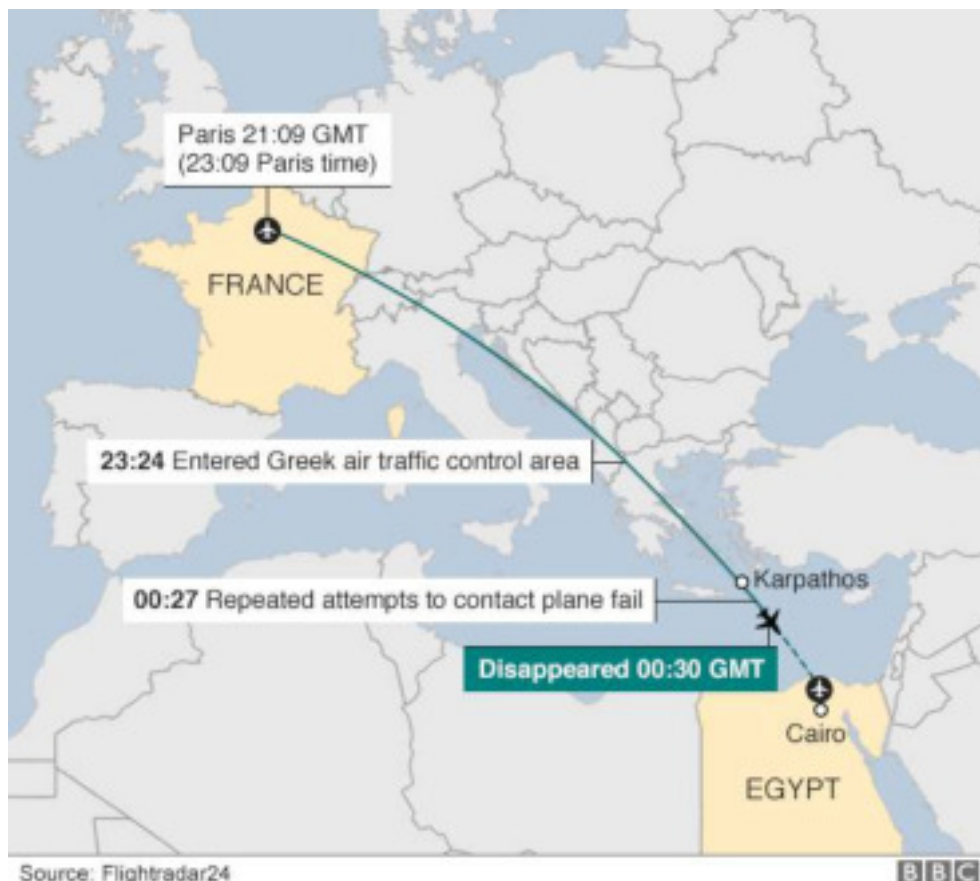 Paris 21:09 GMT
(23:09 Paris time)
FRANCE
23:24 Entered Greek air traffic control area
Karpathos
00:27 Repeated attempts to contact plane fail
Disappeared 00:30 GMT
Cairo
EGYPT
Source: Flightradar24
BBC